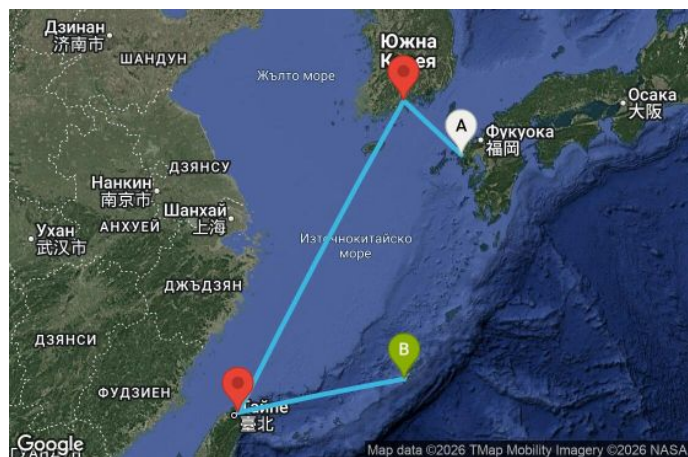 Дзинан
济南市
ШАНДУН
Жълто море
Южна
Корея
A
Фукуока
福岡
Осака
大阪
ДЗЯНСУ
Нанкин
南京市
Шанхай
上海
Ухан
武汉市
АНХУЕЙ
Източнокитайско
море
ДЖЪДЗЯН
ДЗЯНСИ
B
ФУДЗИЕН
Тайпе
臺北
Google
Map data ©2026 TMap Mobility Imagery ©2026 NASA